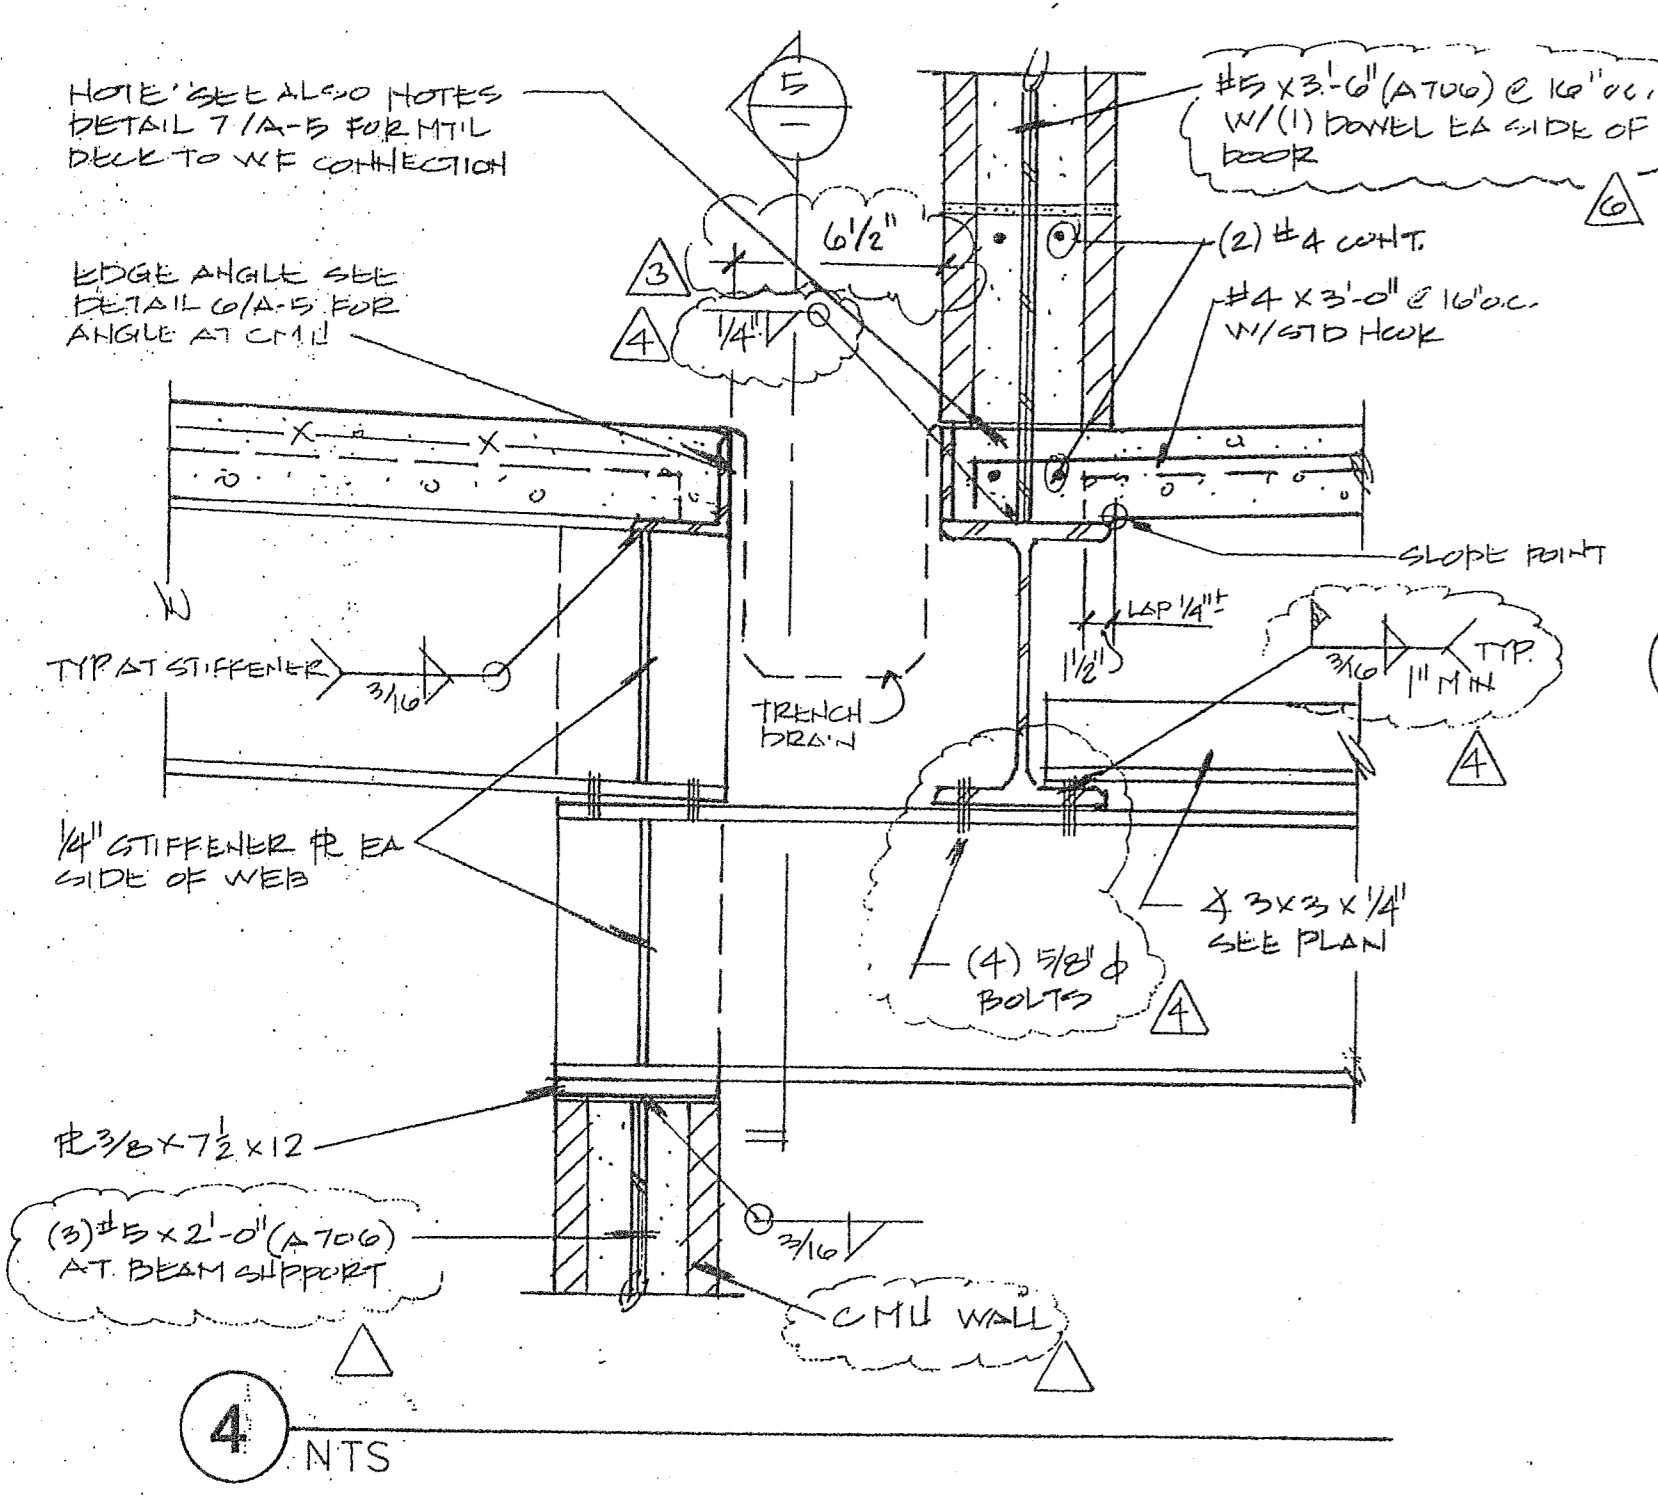 NOTE: SEE ALSO NOTES
DETAIL 7/A-5 FOR MTL
DECK TO WF CONNECTION
5
#5 x 3'-6" (A706) @ 16" O.C.
W/(1) DOWEL EA SIDE OF
DOOR
6
EDGE ANGLE SEE
DETAIL 6/A-5 FOR
ANGLE AT CMU
3
6 1/2"
(2) #4 CONT.
4
1/4"
#4 x 3'-0" @ 16" O.C.
W/STD HOOK
SLOPE POINT
LAP 1/4"±
1 1/2"
TYP. AT STIFFENER
3/16
TRENCH
DRAIN
3/16
1" MIN
TYP.
4
1/4" STIFFENER PL EA
SIDE OF WEB
∡ 3 x 3 x 1/4"
SEE PLAN
(4) 5/8" ϕ
BOLTS
4
PL 3/8 x 7 1/2 x 12
(3) #5 x 2'-0" (A706)
AT BEAM SUPPORT
3/16
CMU WALL
4
NTS